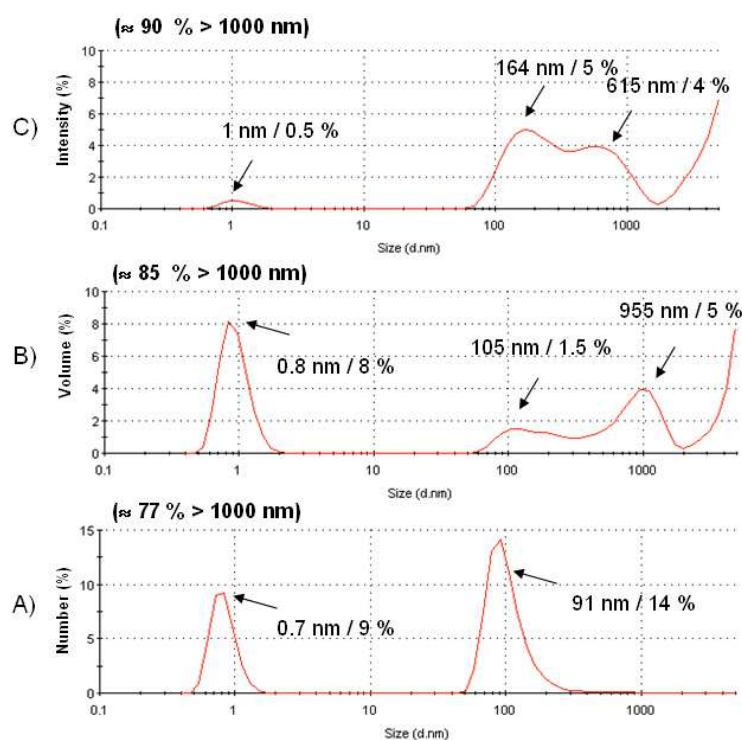 (≈ 90 % > 1000 nm)
C)
Intensity (%)
10
8
6
4
2
0
1 nm / 0.5 %
164 nm / 5 %
615 nm / 4 %
0.1
1
10
100
1000
Size (d.nm)
(≈ 85 % > 1000 nm)
B)
Volume (%)
10
8
6
4
2
0
0.8 nm / 8 %
105 nm / 1.5 %
955 nm / 5 %
0.1
1
10
100
1000
Size (d.nm)
(≈ 77 % > 1000 nm)
A)
Number (%)
15
10
5
0
0.7 nm / 9 %
91 nm / 14 %
0.1
1
10
100
1000
Size (d.nm)